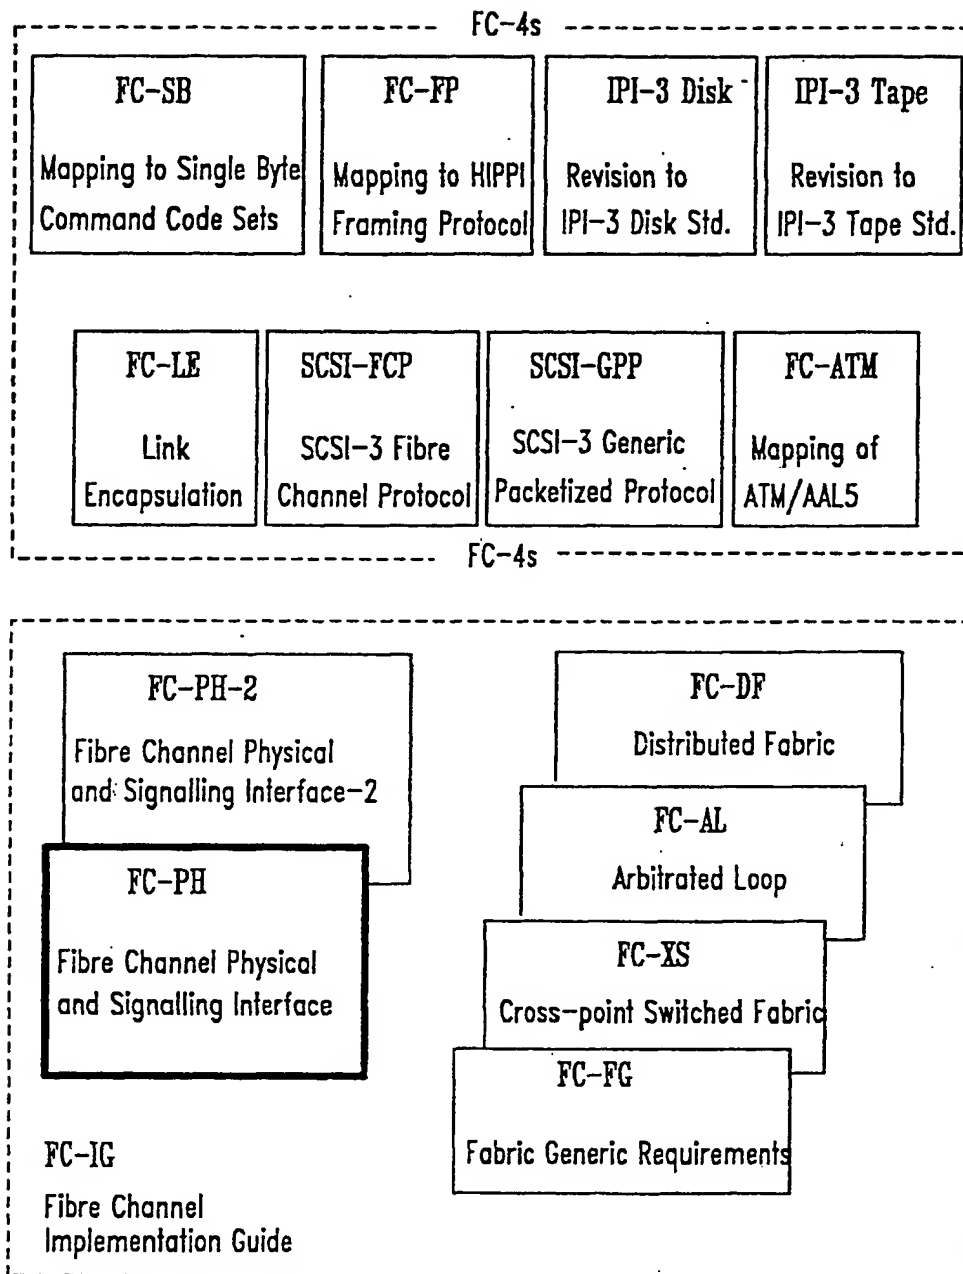 FC-4s
FC-SB
Mapping to Single Byte
Command Code Sets
FC-FP
Mapping to HIPPI
Framing Protocol
IPI-3 Disk
Revision to
IPI-3 Disk Std.
IPI-3 Tape
Revision to
IPI-3 Tape Std.
FC-LE
Link
Encapsulation
SCSI-FCP
SCSI-3 Fibre
Channel Protocol
SCSI-GPP
SCSI-3 Generic
Packetized Protocol
FC-ATM
Mapping of
ATM/AAL5
FC-4s
FC-PH-2
Fibre Channel Physical
and Signalling Interface-2
FC-PH
Fibre Channel Physical
and Signalling Interface
FC-DF
Distributed Fabric
FC-AL
Arbitrated Loop
FC-XS
Cross-point Switched Fabric
FC-FG
Fabric Generic Requirements
FC-IG
Fibre Channel
Implementation Guide